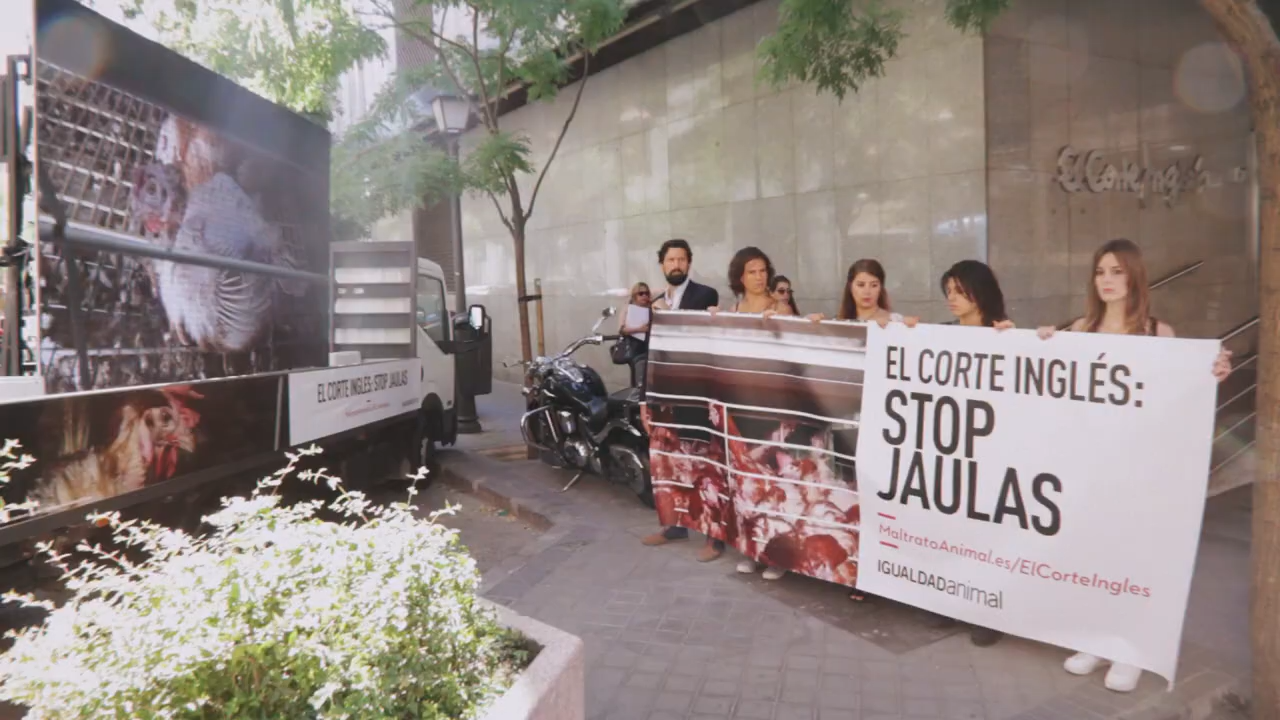 El Corte Inglés
EL CORTE INGLÉS: STOP JAULAS
EL CORTE INGLÉS:
STOP
JAULAS
MaltratoAnimal.es/ElCorteIngles
IGUALDADanimal